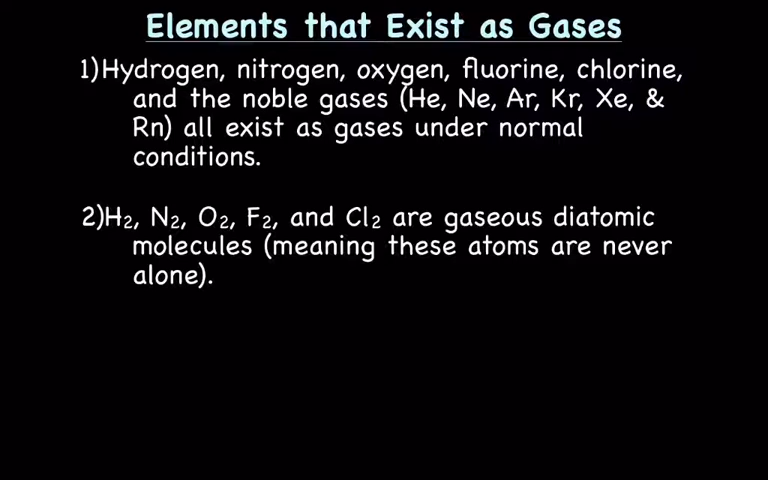 Elements that Exist as Gases
1)Hydrogen, nitrogen, oxygen, fluorine, chlorine,
and the noble gases (He, Ne, Ar, Kr, Xe, &
Rn) all exist as gases under normal
conditions.
2)H₂, N₂, O₂, F₂, and Cl₂ are gaseous diatomic
molecules (meaning these atoms are never
alone).